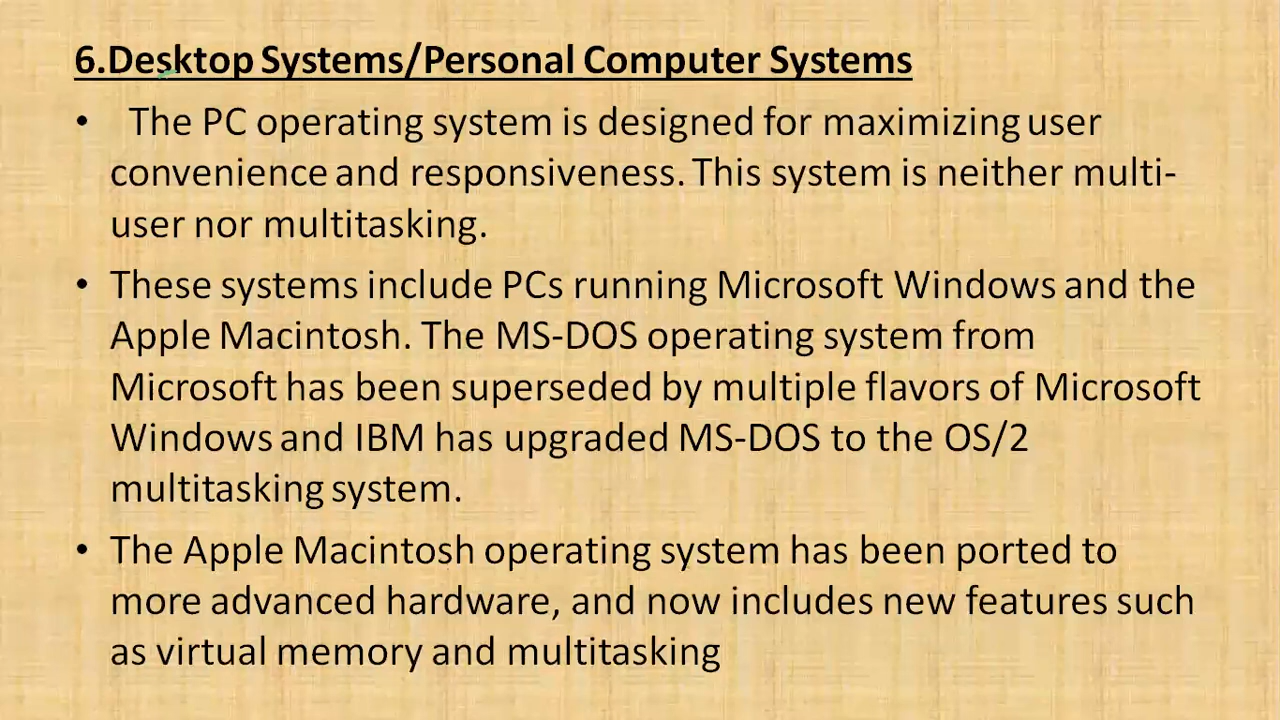 6.Desktop Systems/Personal Computer Systems
• The PC operating system is designed for maximizing user
convenience and responsiveness. This system is neither multi-
user nor multitasking.
• These systems include PCs running Microsoft Windows and the
Apple Macintosh. The MS-DOS operating system from
Microsoft has been superseded by multiple flavors of Microsoft
Windows and IBM has upgraded MS-DOS to the OS/2
multitasking system.
• The Apple Macintosh operating system has been ported to
more advanced hardware, and now includes new features such
as virtual memory and multitasking